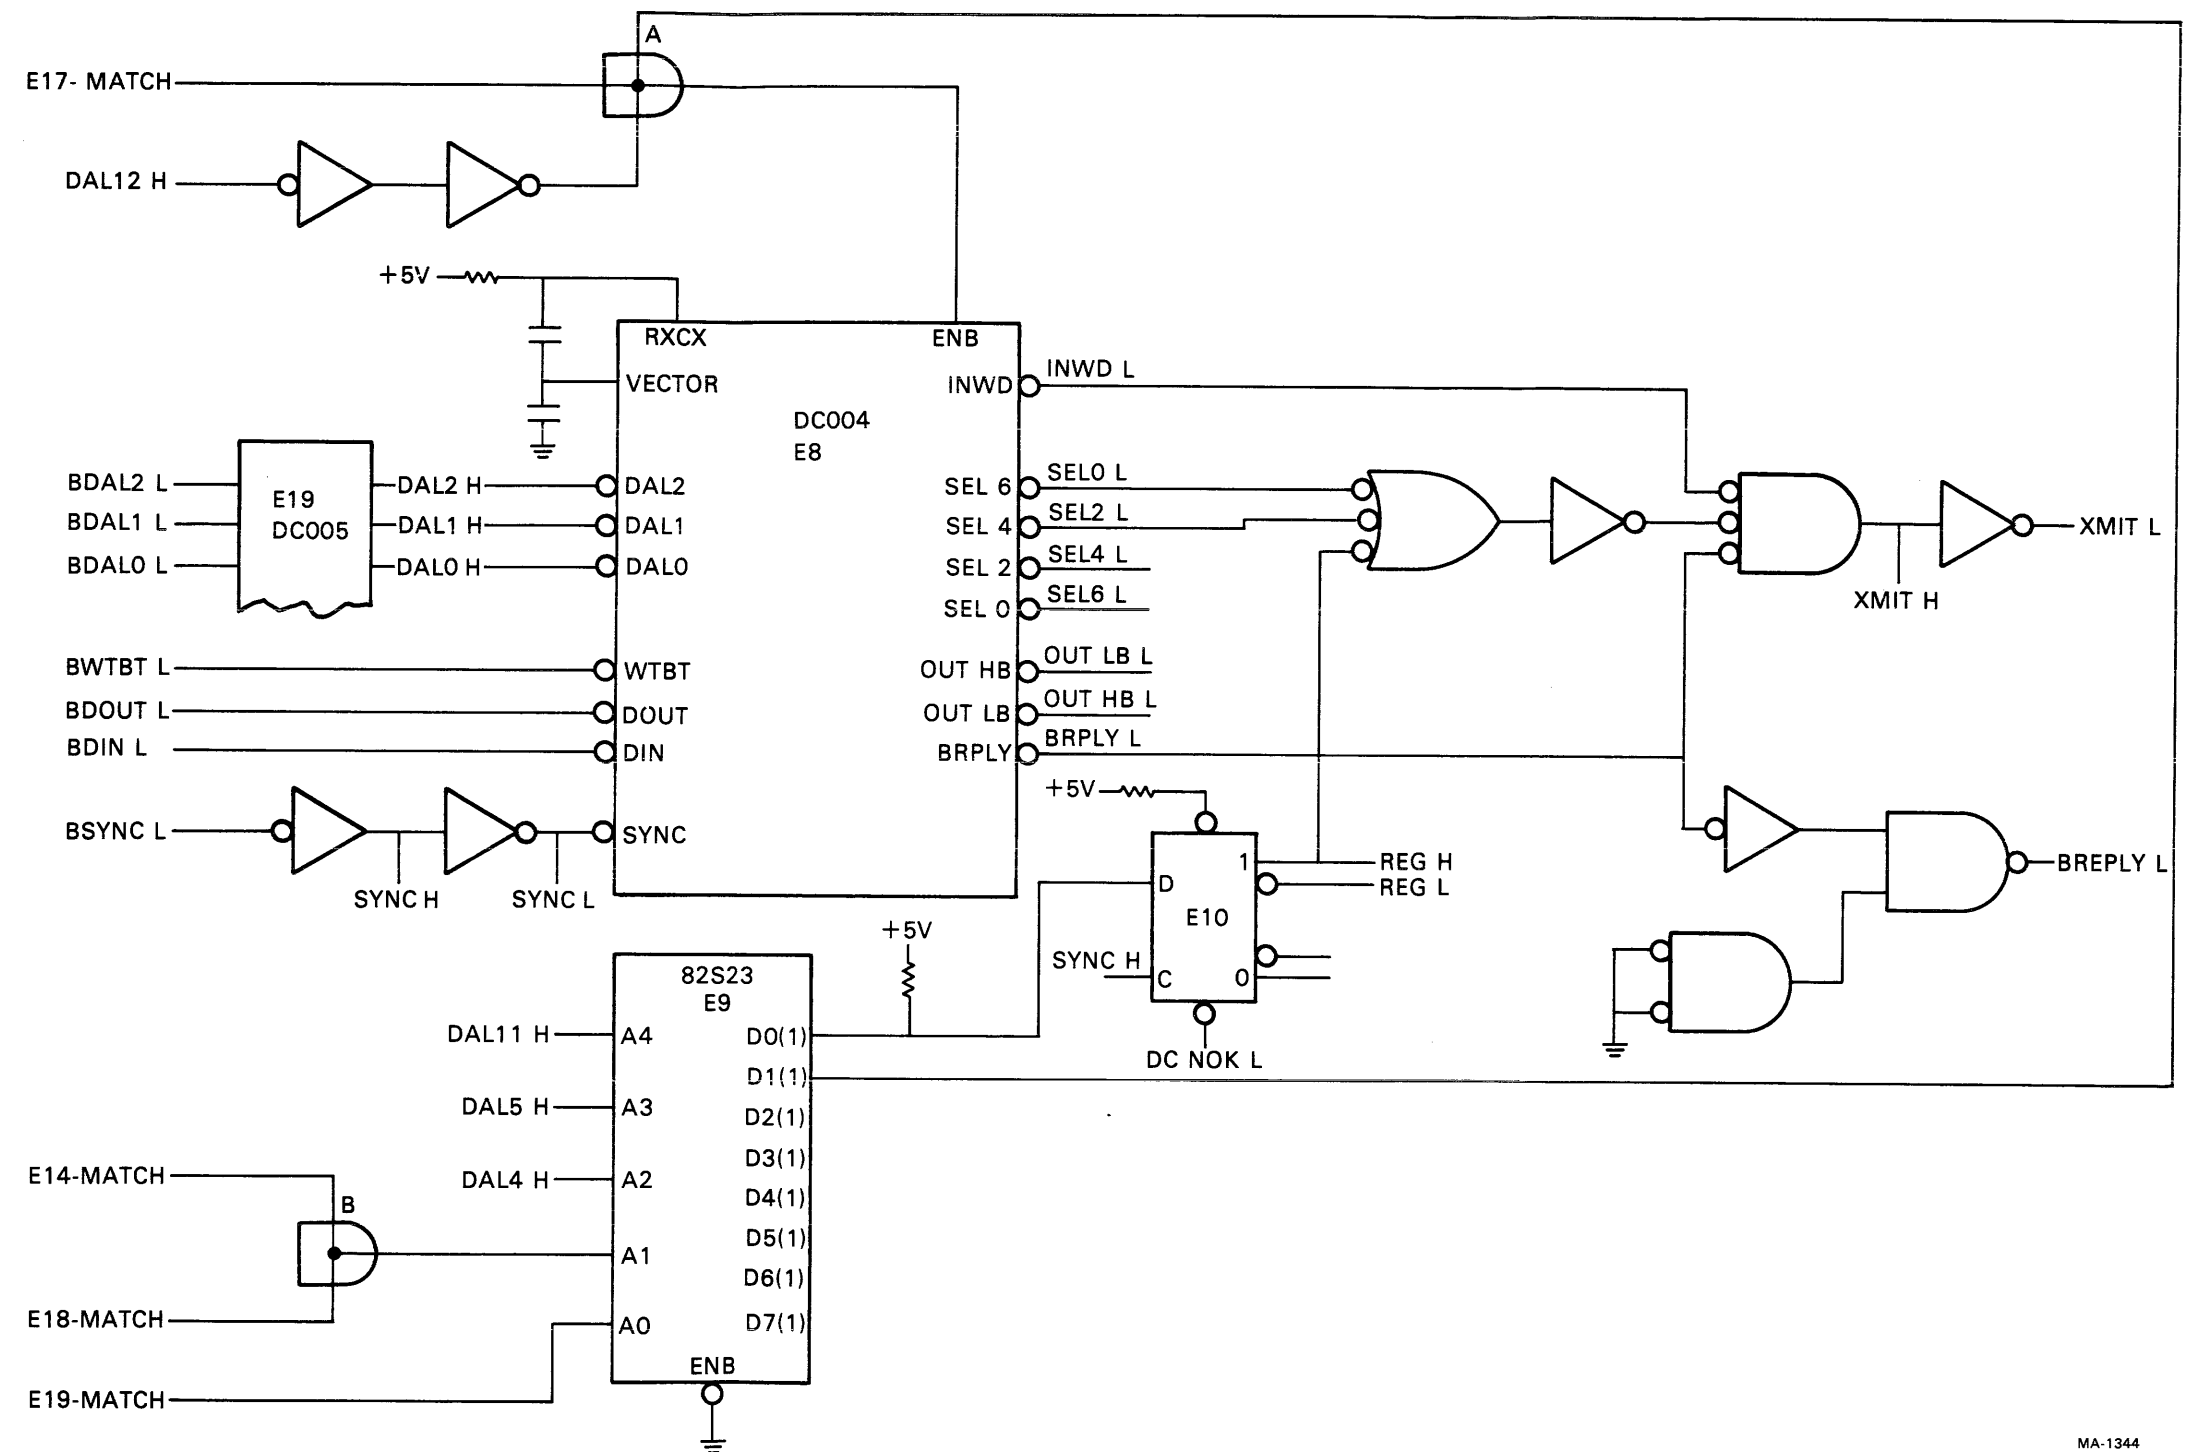 A
E17- MATCH
DAL12 H
+5V
RXCX
ENB
VECTOR
INWD
INWD L
DC004
E8
BDAL2 L
BDAL1 L
BDAL0 L
E19
DC005
DAL2 H
DAL1 H
DAL0 H
DAL2
DAL1
DAL0
SEL 6
SEL 4
SEL 2
SEL 0
SEL0 L
SEL2 L
SEL4 L
SEL6 L
XMIT L
XMIT H
BWTBT L
BDOUT L
BDIN L
WTBT
DOUT
DIN
OUT HB
OUT LB
BRPLY
OUT LB L
OUT HB L
BRPLY L
BSYNC L
SYNC
SYNC H
SYNC L
+5V
D
1
E10
C
0
SYNC H
DC NOK L
REG H
REG L
BREPLY L
+5V
82S23
E9
DAL11 H
DAL5 H
DAL4 H
A4
A3
A2
A1
A0
D0(1)
D1(1)
D2(1)
D3(1)
D4(1)
D5(1)
D6(1)
D7(1)
ENB
E14-MATCH
B
E18-MATCH
E19-MATCH
MA-1344